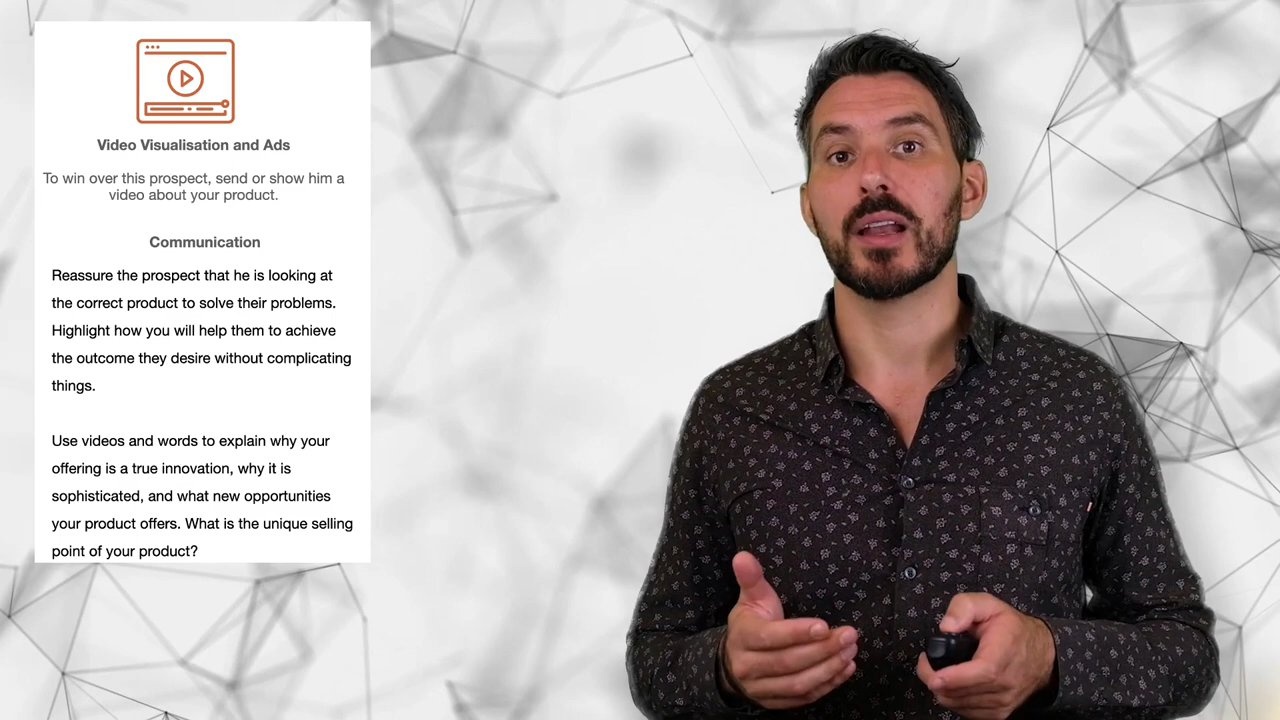 Video Visualisation and Ads
To win over this prospect, send or show him a
video about your product.
Communication
Reassure the prospect that he is looking at
the correct product to solve their problems.
Highlight how you will help them to achieve
the outcome they desire without complicating
things.
Use videos and words to explain why your
offering is a true innovation, why it is
sophisticated, and what new opportunities
your product offers. What is the unique selling
point of your product?